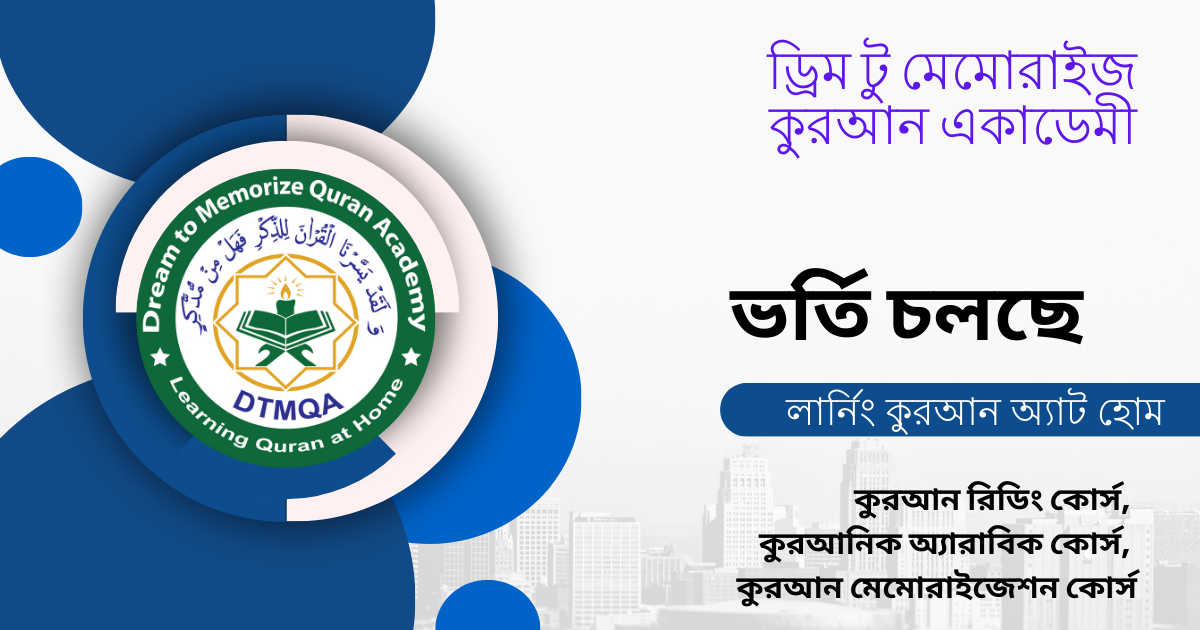 Dream to Memorize Quran Academy
وَ لَقَدْ يَسَّرْنَا الْقُرْاٰنَ لِلذِّكْرِ فَهَلْ مِنْ مُّدَّكِرٍ
DTMQA
Learning Quran at Home
ড্রিম টু মেমোরাইজ
কুরআন একাডেমী
ভর্তি চলছে
লার্নিং কুরআন অ্যাট হোম
কুরআন রিডিং কোর্স,
কুরআনিক অ্যারাবিক কোর্স,
কুরআন মেমোরাইজেশন কোর্স